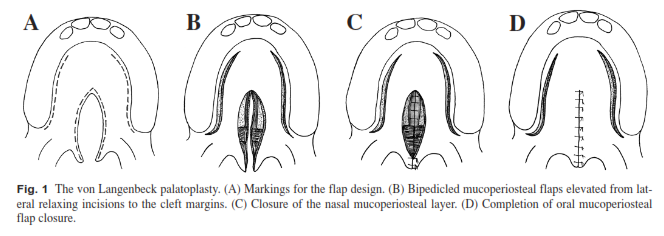 A B C D
Fig. 1 The von Langenbeck palatoplasty. (A) Markings for the flap design. (B) Bipedicled mucoperiosteal flaps elevated from lat-
eral relaxing incisions to the cleft margins. (C) Closure of the nasal mucoperiosteal layer. (D) Completion of oral mucoperiosteal
flap closure.